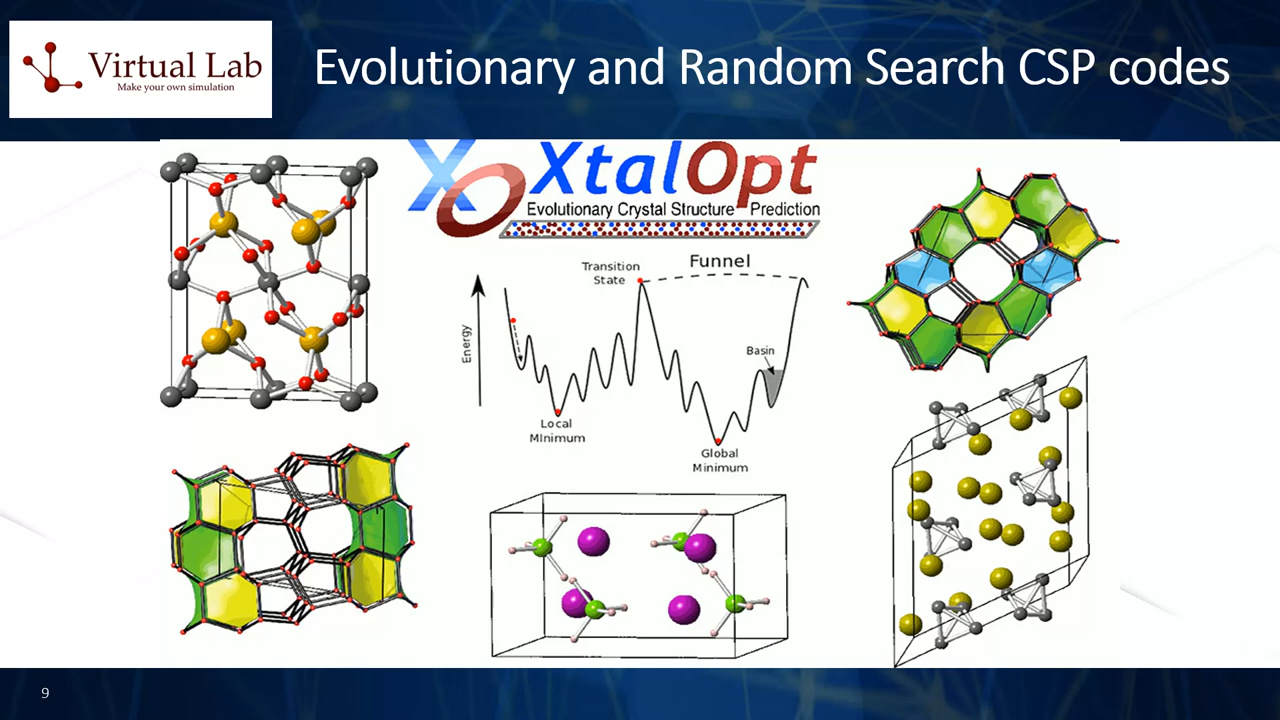 Virtual Lab
Make your own simulation
Evolutionary and Random Search CSP codes
XO XtalOpt
Evolutionary Crystal Structure Prediction
Transition
State
Funnel
Energy
Basin
Local
MInimum
Global
Minimum
9